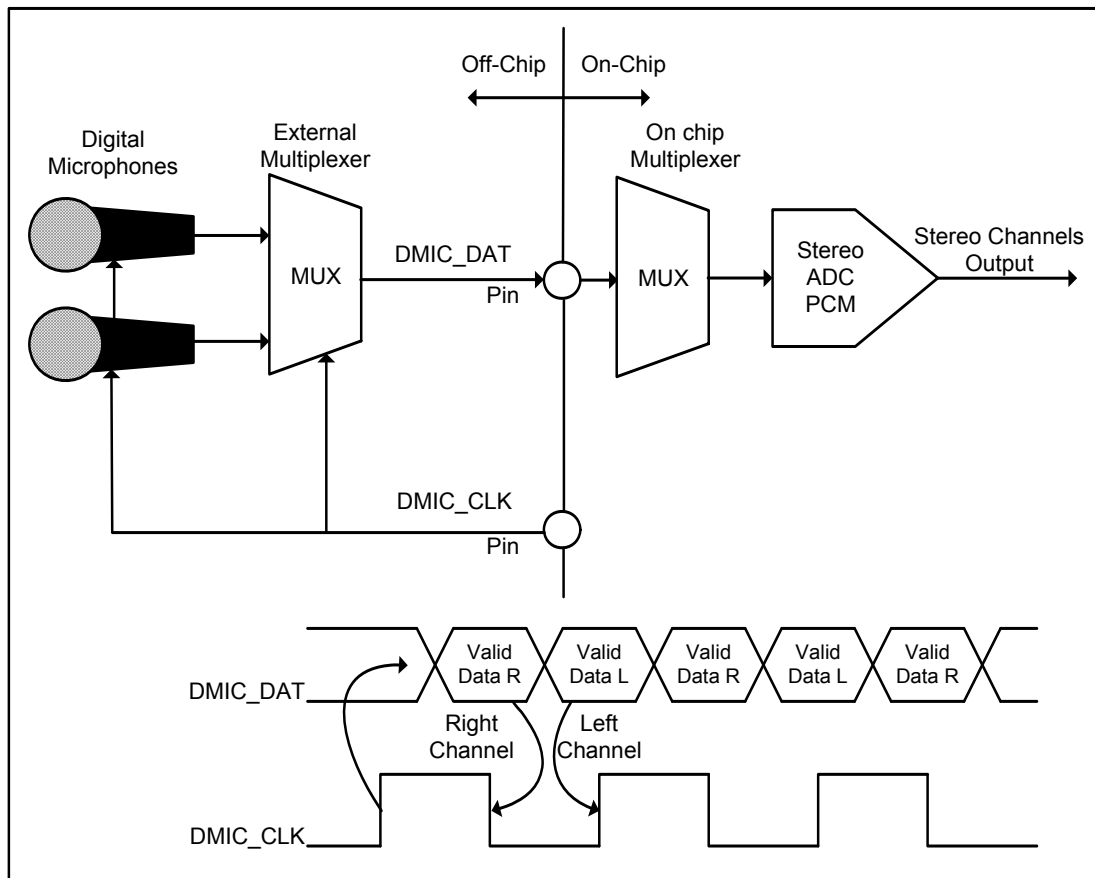 Off-Chip
On-Chip
Digital
Microphones
External
Multiplexer
On chip
Multiplexer
MUX
DMIC_DAT
Pin
MUX
Stereo
ADC
PCM
Stereo Channels
Output
DMIC_CLK
Pin
DMIC_DAT
Valid
Data R
Valid
Data L
Valid
Data R
Valid
Data L
Valid
Data R
Right
Channel
Left
Channel
DMIC_CLK